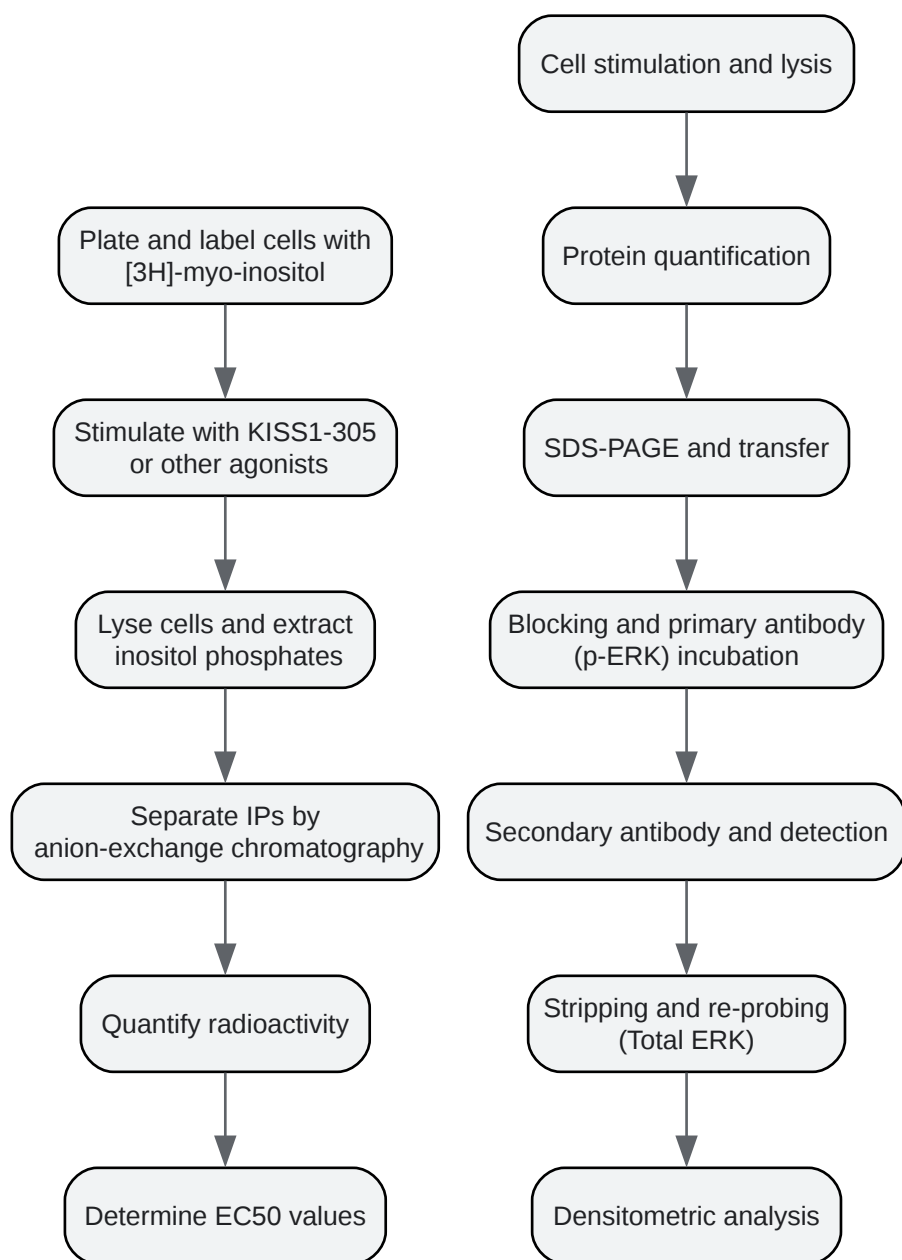 Plate and label cells with
[3H]-myo-inositol
Stimulate with KISS1-305
or other agonists
Lyse cells and extract
inositol phosphates
Separate IPs by
anion-exchange chromatography
Quantify radioactivity
Determine EC50 values
Cell stimulation and lysis
Protein quantification
SDS-PAGE and transfer
Blocking and primary antibody
(p-ERK) incubation
Secondary antibody and detection
Stripping and re-probing
(Total ERK)
Densitometric analysis